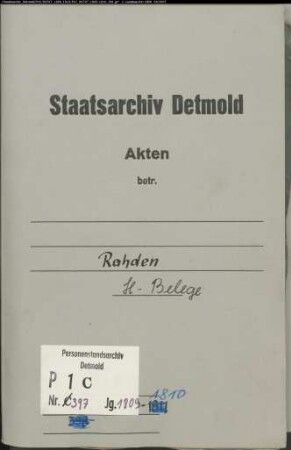 Staatsarchiv Detmold
Akten
betr.
Rahden
H-Belege
Personenstandsarchiv
Detmold
P 1 C
1810
Nr. 397 Jg. 1809-